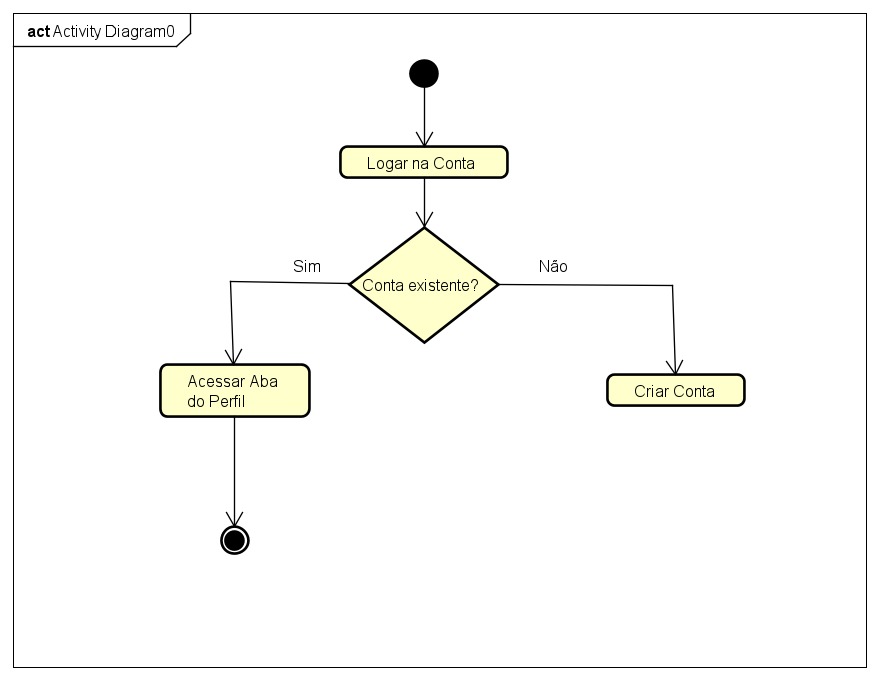 act Activity Diagram0
Logar na Conta
Sim
Não
Conta existente?
Acessar Aba
do Perfil
Criar Conta